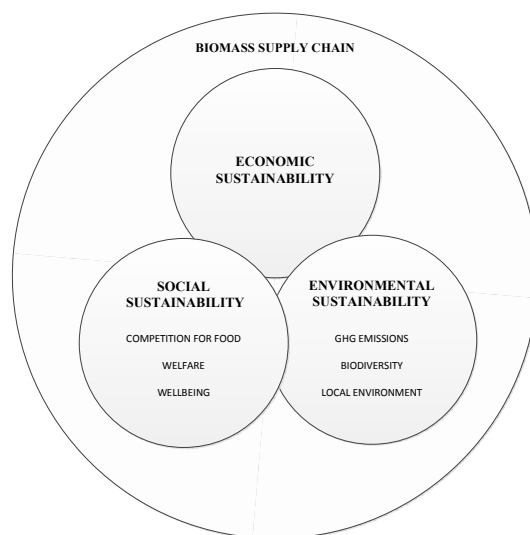 BIOMASS SUPPLY CHAIN
ECONOMIC
SUSTAINABILITY
SOCIAL
SUSTAINABILITY
COMPETITION FOR FOOD
WELFARE
WELLBEING
ENVIRONMENTAL
SUSTAINABILITY
GHG EMISSIONS
BIODIVERSITY
LOCAL ENVIRONMENT